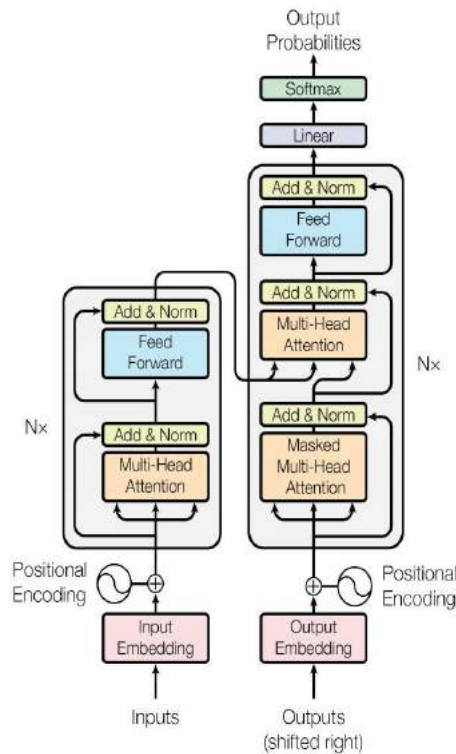 Output
Probabilities
Softmax
Linear
Add & Norm
Feed
Forward
Add & Norm
Multi-Head
Attention
Add & Norm
Masked
Multi-Head
Attention
Nx
Add & Norm
Feed
Forward
Add & Norm
Multi-Head
Attention
Nx
Positional
Encoding
Positional
Encoding
Input
Embedding
Output
Embedding
Inputs
Outputs
(shifted right)